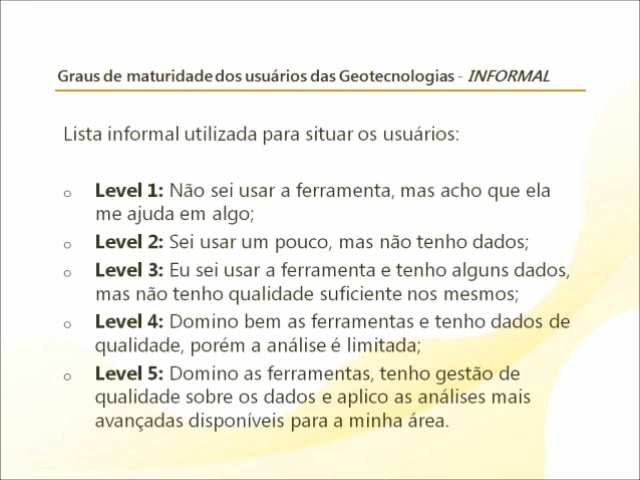 Graus de maturidade dos usuários das Geotecnologias - INFORMAL
Lista informal utilizada para situar os usuários:
o Level 1: Não sei usar a ferramenta, mas acho que ela
me ajuda em algo;
o Level 2: Sei usar um pouco, mas não tenho dados;
o Level 3: Eu sei usar a ferramenta e tenho alguns dados,
mas não tenho qualidade suficiente nos mesmos;
o Level 4: Domino bem as ferramentas e tenho dados de
qualidade, porém a análise é limitada;
o Level 5: Domino as ferramentas, tenho gestão de
qualidade sobre os dados e aplico as análises mais
avançadas disponíveis para a minha área.